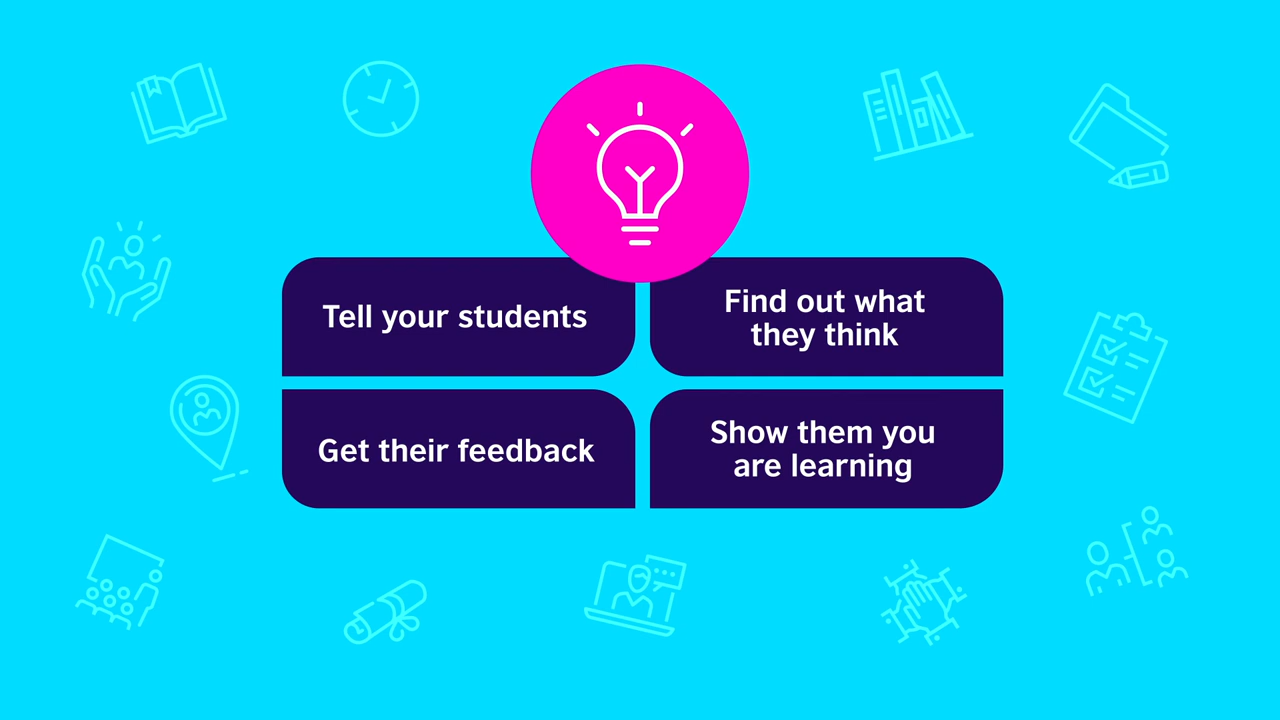 Tell your students
Find out what
they think
Get their feedback
Show them you
are learning